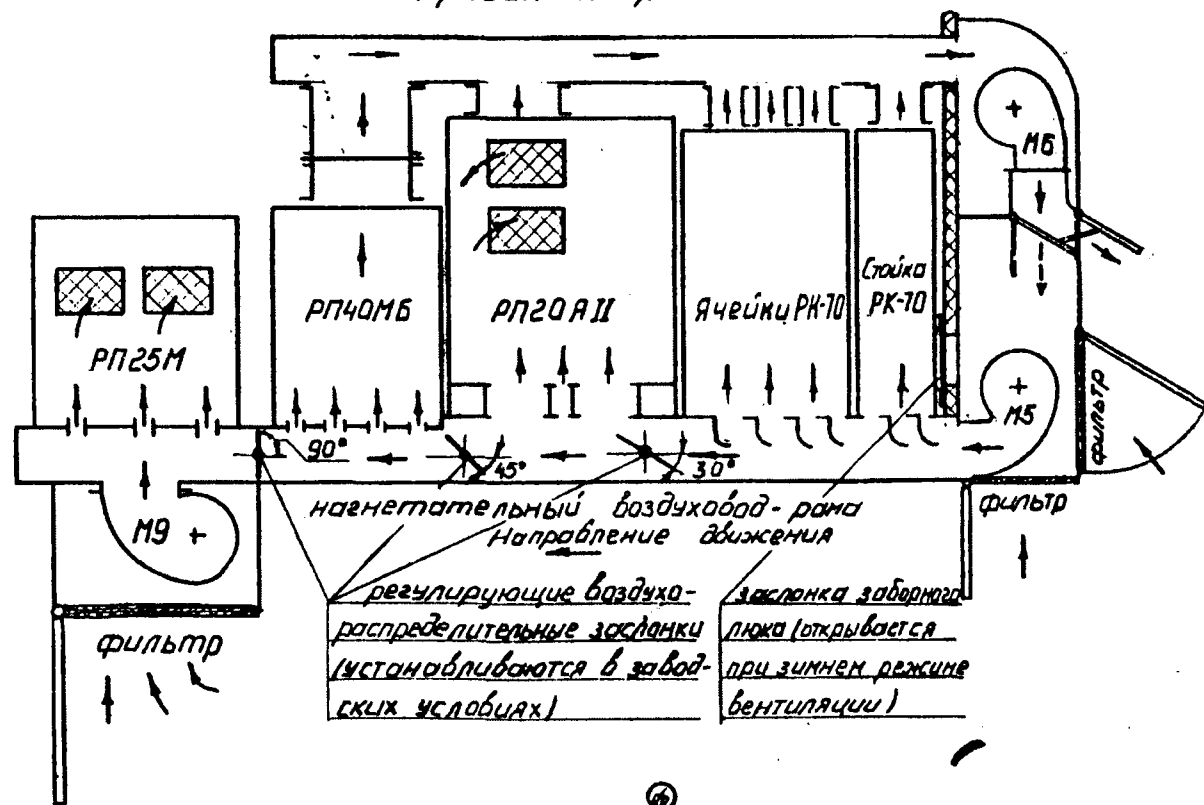 М6
РП25М
РП40МБ
РП20АII
Ячейки РК-70
Стойка
РК-70
М5
фильтр
90°
45°
30°
М9
нагнетательный воздуховод-рама
Направление движения
фильтр
фильтр
регулирующие воздухо-
распределительные заслонки
(устанавливаются в завод-
ских условиях)
заслонка заборного
люка (открывается
при зимнем режиме
вентиляции)